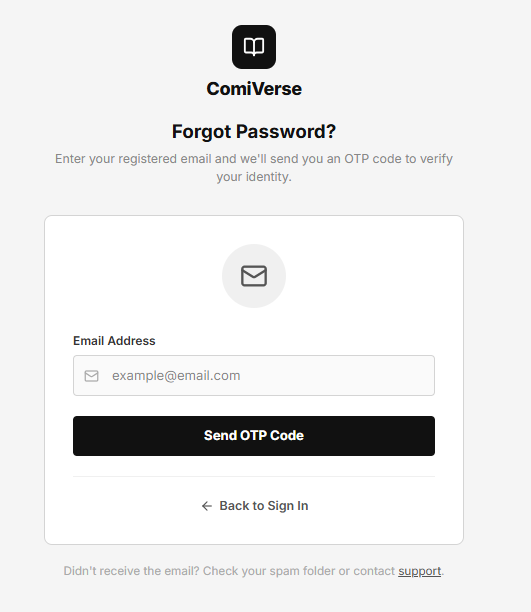 ComiVerse
Forgot Password?
Enter your registered email and we'll send you an OTP code to verify
your identity.
Email Address
example@email.com
Send OTP Code
← Back to Sign In
Didn't receive the email? Check your spam folder or contact support.